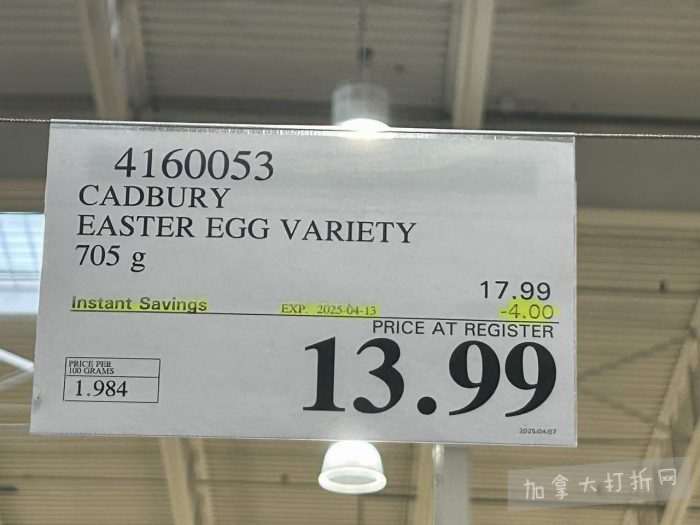 4160053
CADBURY
EASTER EGG VARIETY
705 g
17.99
Instant Savings EXP. 2025-04-13 -4.00
PRICE AT REGISTER
13.99
PRICE PER
100 GRAMS
1.984
2025/04/07
加拿大打折网